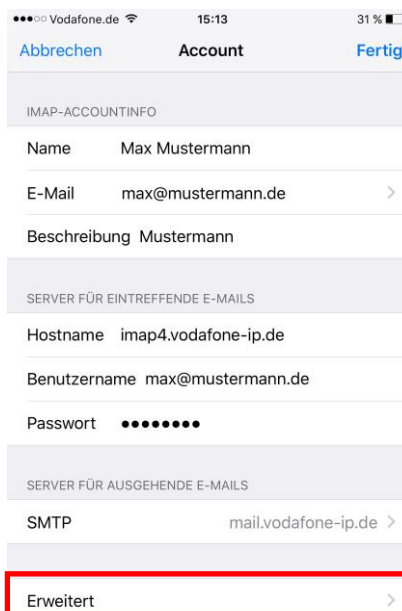 Vodafone.de 15:13 31 %
Abbrechen Account Fertig
IMAP-ACCOUNTINFO
Name Max Mustermann
E-Mail max@mustermann.de
Beschreibung Mustermann
SERVER FÜR EINTREFFENDE E-MAILS
Hostname imap4.vodafone-ip.de
Benutzername max@mustermann.de
Passwort ●●●●●●●●
SERVER FÜR AUSGEHENDE E-MAILS
SMTP mail.vodafone-ip.de
Erweitert